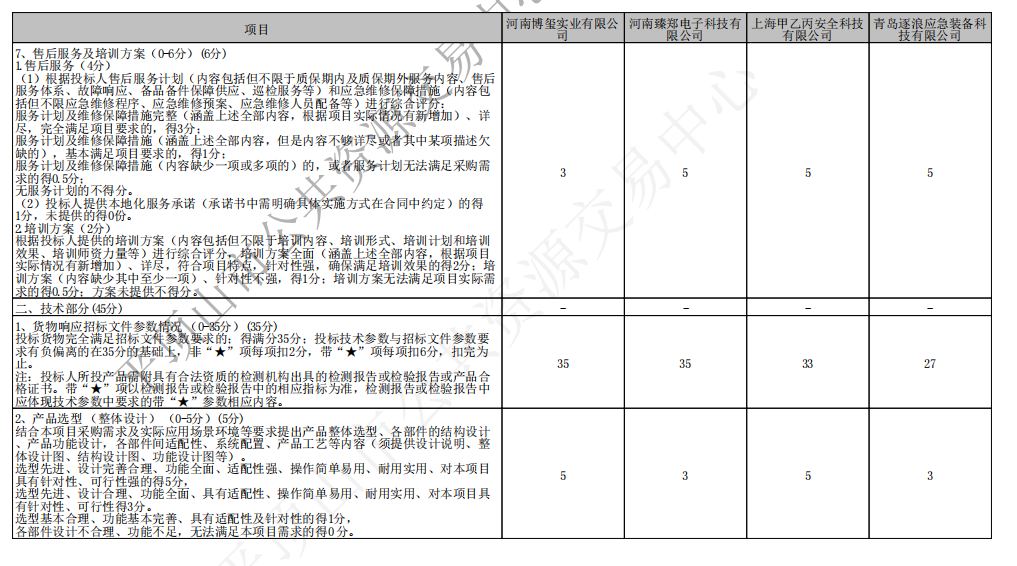 项目
河南博玺实业有限公
司
河南臻郑电子科技有
限公司
上海甲乙丙安全科技
有限公司
青岛逐浪应急装备科
技有限公司
7、售后服务及培训方案（0-6分）(6分)
1.售后服务（4分）
（1）根据投标人售后服务计划（内容包括但不限于质保期内及质保期外服务内容、售后
服务体系、故障响应、备品备件保障供应、巡检服务等）和应急维修保障措施（内容包
括但不限应急维修程序、应急维修预案、应急维修人员配备等）进行综合评分：
服务计划及维修保障措施完整（涵盖上述全部内容，根据项目实际情况有新增加）、详
尽，完全满足项目要求的，得3分；
服务计划及维修保障措施（涵盖上述全部内容，但是内容不够详尽或者其中某项描述欠
缺的），基本满足项目要求的，得1分；
服务计划及维修保障措施（内容缺少一项或多项的）的，或者服务计划无法满足采购需
求的得0.5分；
无服务计划的不得分。
（2）投标人提供本地化服务承诺（承诺书中需明确具体实施方式在合同中约定）的得
1分，未提供的得0份。
2.培训方案（2分）
根据投标人提供的培训方案（内容包括但不限于培训内容、培训形式、培训计划和培训
效果、培训师资力量等）进行综合评分，培训方案全面（涵盖上述全部内容，根据项目
实际情况有新增加）、详尽，符合项目特点，针对性强，确保满足培训效果的得2分；培
训方案（内容缺少其中至少一项）、针对性不强，得1分；培训方案无法满足项目实际需
求的得0.5分；方案未提供不得分。
3
5
5
5
二、技术部分(45分)
-
-
-
-
1、货物响应招标文件参数情况（0-35分）(35分)
投标货物完全满足招标文件参数要求的；得满分35分；投标技术参数与招标文件参数要
求有负偏离的在35分的基础上，非“★”项每项扣2分，带“★”项每项扣6分，扣完为
止。
注：投标人所投产品需附具有合法资质的检测机构出具的检测报告或检验报告或产品合
格证书。带“★”项以检测报告或检验报告中的相应指标为准，检测报告或检验报告中
应体现技术参数中要求的带“★”参数相应内容。
35
35
33
27
2、产品选型（整体设计）（0-5分）(5分)
结合本项目采购需求及实际应用场景环境等要求提出产品整体选型、各部件的结构设计
、产品功能设计，各部件间适配性、系统配置、产品工艺等内容（须提供设计说明、整
体设计图、结构设计图、功能设计图等）。
选型先进、设计完善合理、功能全面、适配性强、操作简单易用、耐用实用、对本项目
具有针对性、可行性强的得5分，
选型先进、设计合理、功能全面、具有适配性、操作简单易用、耐用实用、对本项目具
有针对性、可行性得3分。
选型基本合理、功能基本完善、具有适配性及针对性的得1分，
各部件设计不合理、功能不足，无法满足本项目需求的得0分。
5
3
5
3
平顶山市公共资源交易中心
平顶山市公共资源交易中心